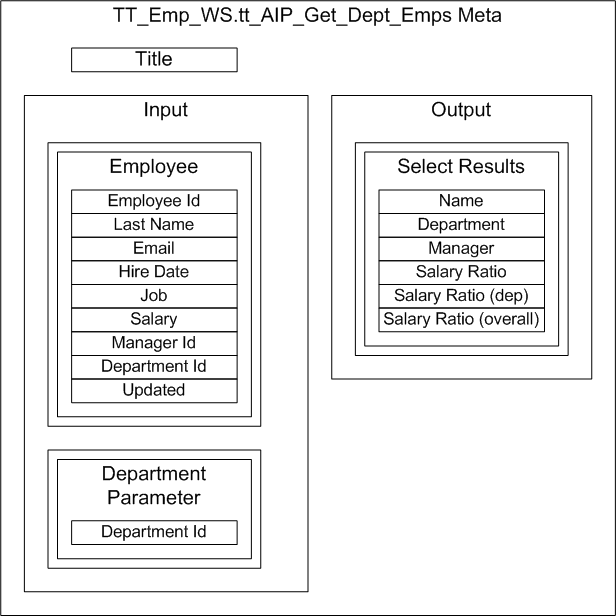 TT_Emp_WS.tt_AIP_Get_Dept_Emps Meta
Title
Input
Employee
Employee Id
Last Name
Email
Hire Date
Job
Salary
Manager Id
Department Id
Updated
Department
Parameter
Department Id
Output
Select Results
Name
Department
Manager
Salary Ratio
Salary Ratio (dep)
Salary Ratio (overall)